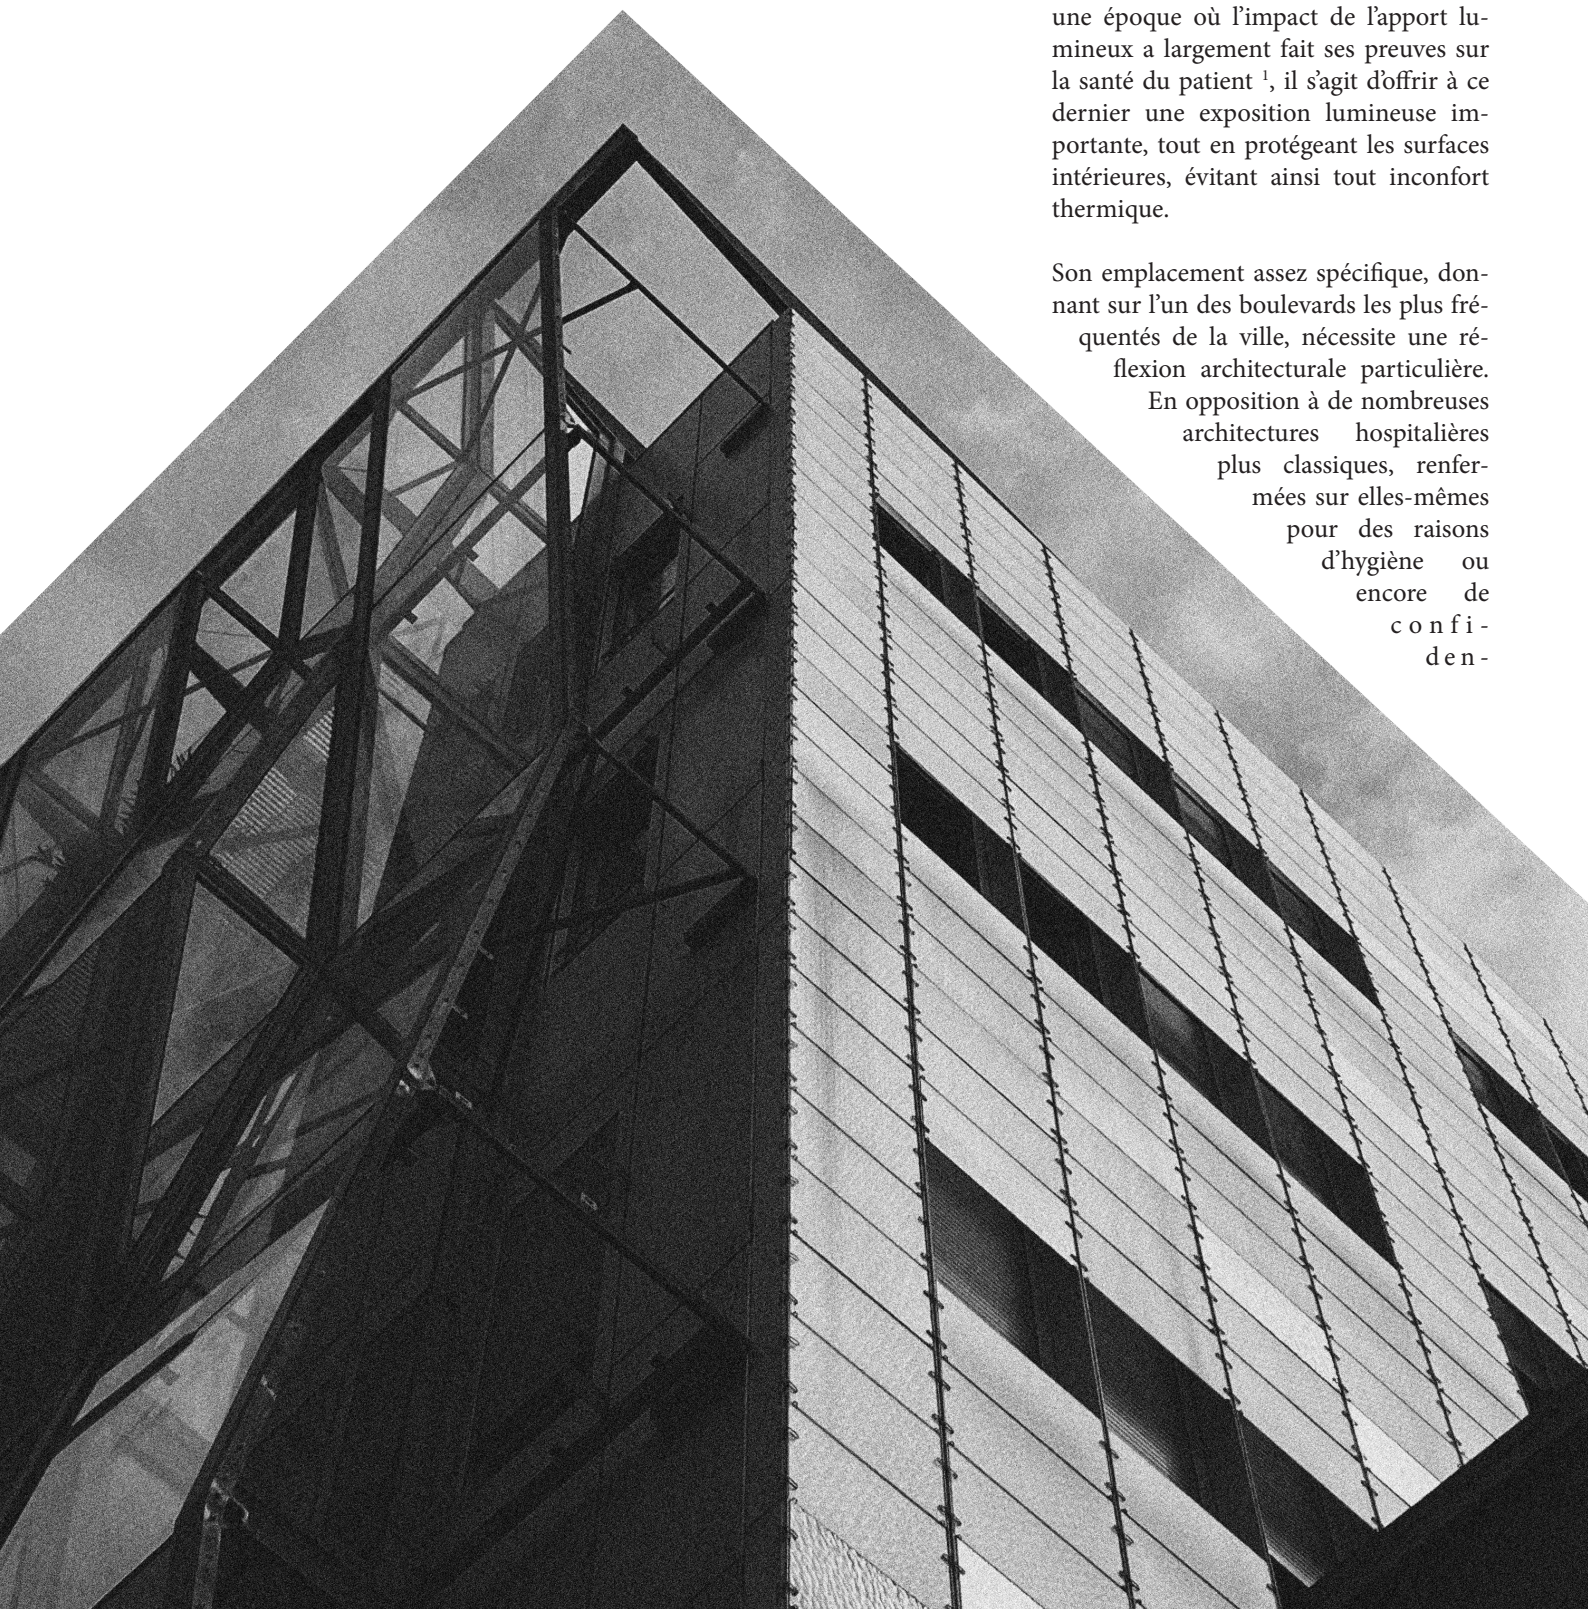 une époque où l’impact de l’apport lu-
mineux a largement fait ses preuves sur
la santé du patient ¹, il s’agit d’offrir à ce
dernier une exposition lumineuse im-
portante, tout en protégeant les surfaces
intérieures, évitant ainsi tout inconfort
thermique.
Son emplacement assez spécifique, don-
nant sur l’un des boulevards les plus fré-
quentés de la ville, nécessite une ré-
flexion architecturale particulière.
En opposition à de nombreuses
architectures hospitalières
plus classiques, renfer-
mées sur elles-mêmes
pour des raisons
d’hygiène ou
encore de
confi-
den-